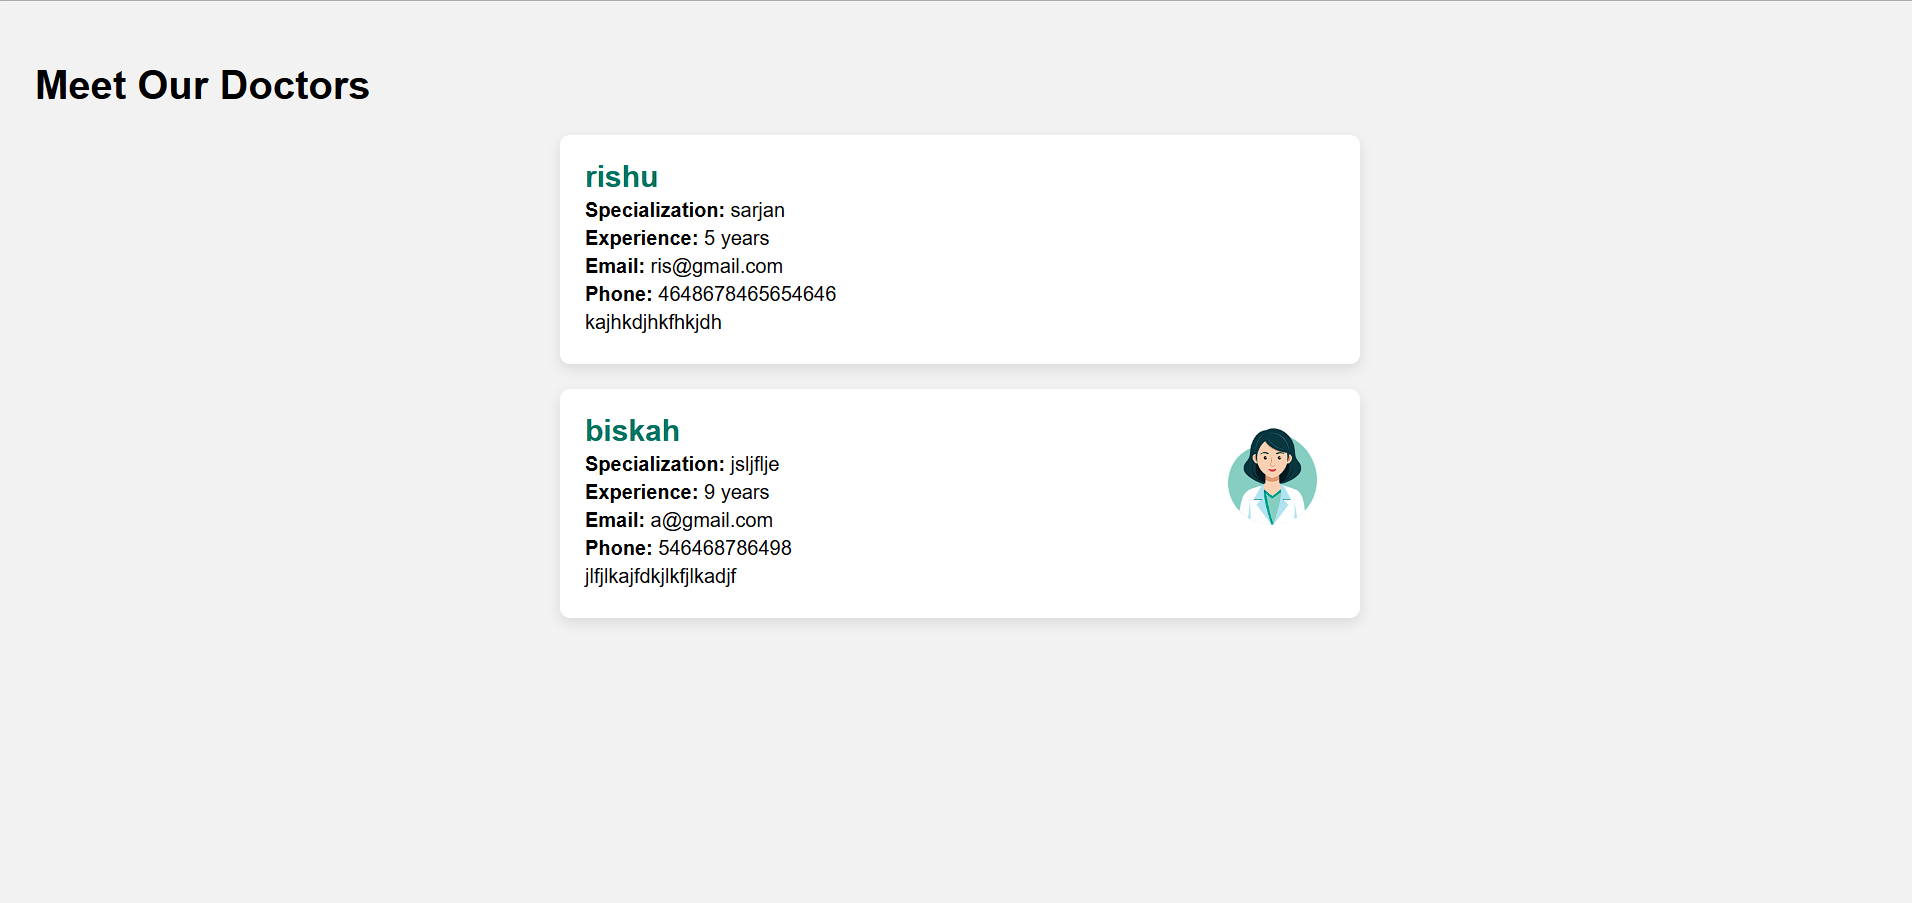 Meet Our Doctors
rishu
Specialization: sarjan
Experience: 5 years
Email: ris@gmail.com
Phone: 4648678465654646
kajhkdjhkfhkjdh
biskah
Specialization: jsljflje
Experience: 9 years
Email: a@gmail.com
Phone: 546468786498
jlfjlkajfdkjlkfjlkadjf